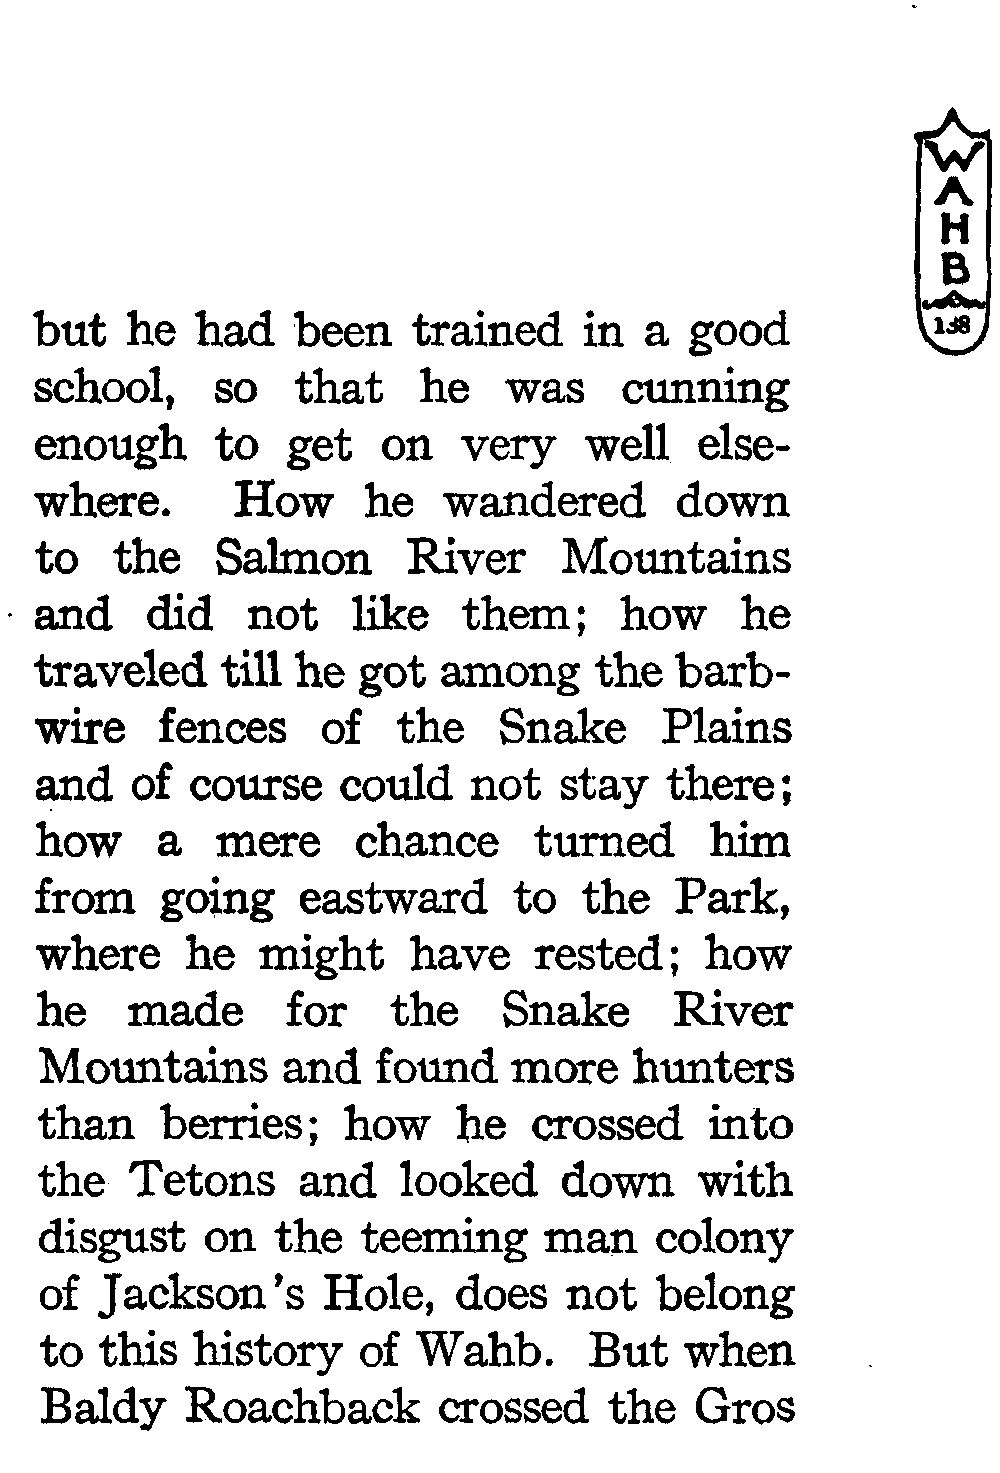 WAHB
138
but he had been trained in a good
school, so that he was cunning
enough to get on very well else-
where. How he wandered down
to the Salmon River Mountains
and did not like them; how he
traveled till he got among the barb-
wire fences of the Snake Plains
and of course could not stay there;
how a mere chance turned him
from going eastward to the Park,
where he might have rested; how
he made for the Snake River
Mountains and found more hunters
than berries; how he crossed into
the Tetons and looked down with
disgust on the teeming man colony
of Jackson's Hole, does not belong
to this history of Wahb. But when
Baldy Roachback crossed the Gros